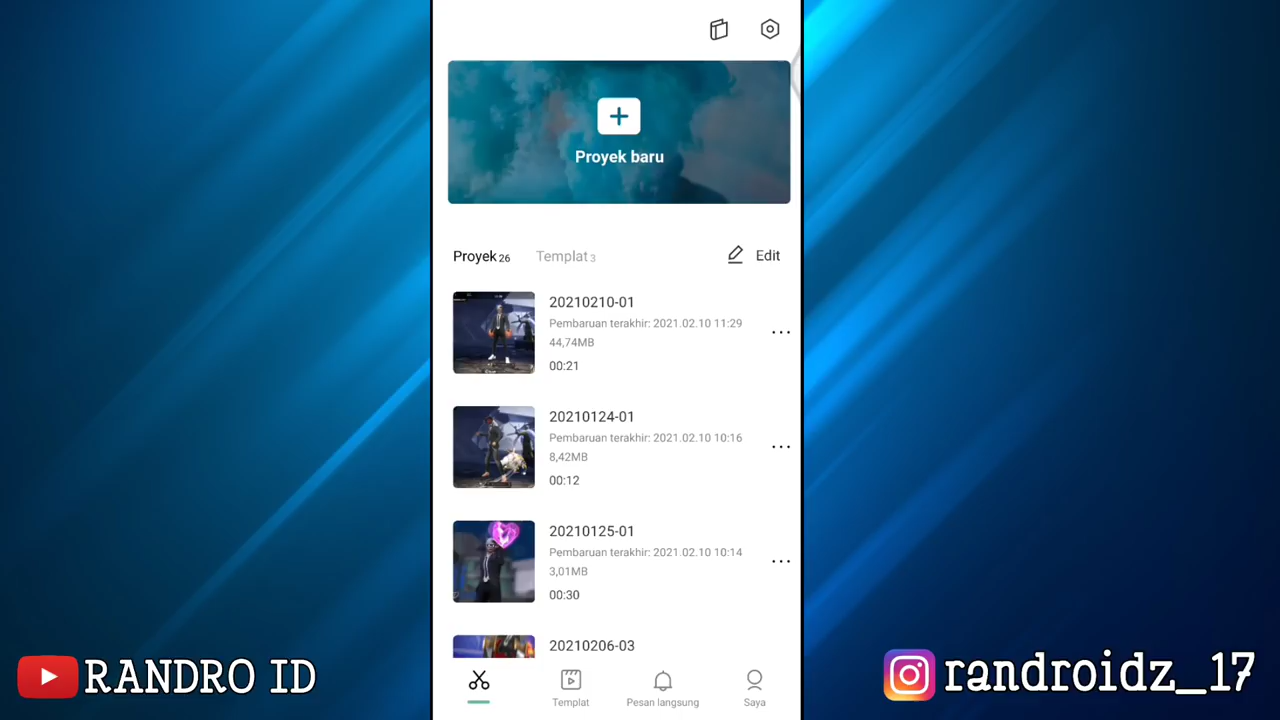 Proyek baru
Proyek 26 Templat 3 Edit
20210210-01
Pembaruan terakhir: 2021.02.10 11:29
44,74MB
00:21
20210124-01
Pembaruan terakhir: 2021.02.10 10:16
8,42MB
00:12
20210125-01
Pembaruan terakhir: 2021.02.10 10:14
3,01MB
00:30
20210206-03
Templat Pesan langsung Saya
RANDRO ID
randroidz_17